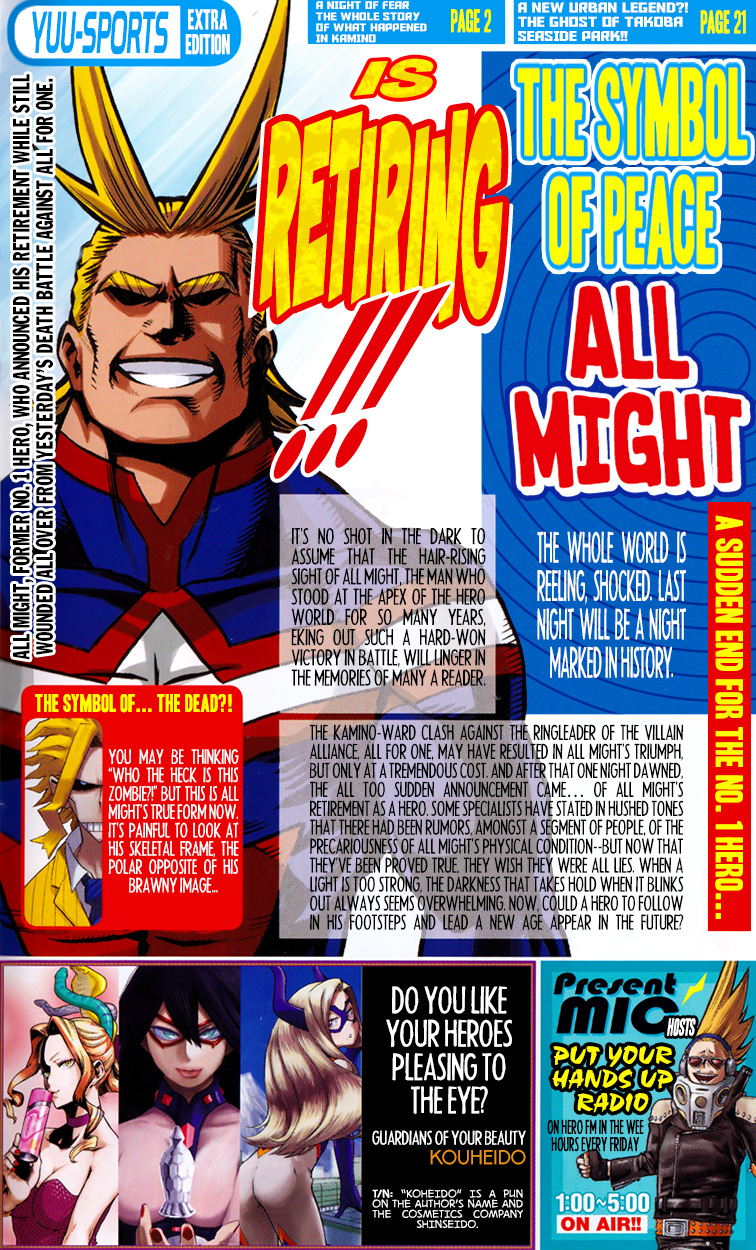 YUU-SPORTS
EXTRA
EDITION
A NIGHT OF FEAR
THE WHOLE STORY
OF WHAT HAPPENED
IN KAMINO
PAGE 2
A NEW URBAN LEGEND?!
THE GHOST OF TAKOBA
SEASIDE PARK!!
PAGE 21
THE SYMBOL
OF PEACE
ALL
MIGHT
IS
RETIRING
!!!
ALL MIGHT, FORMER NO. 1 HERO, WHO ANNOUNCED HIS RETIREMENT WHILE STILL
WOUNDED ALL OVER FROM YESTERDAY'S DEATH BATTLE AGAINST ALL FOR ONE.
A SUDDEN END FOR THE NO. 1 HERO...
THE WHOLE WORLD IS
REELING, SHOCKED. LAST
NIGHT WILL BE A NIGHT
MARKED IN HISTORY.
IT'S NO SHOT IN THE DARK TO
ASSUME THAT THE HAIR-RISING
SIGHT OF ALL MIGHT, THE MAN WHO
STOOD AT THE APEX OF THE HERO
WORLD FOR SO MANY YEARS,
EKING OUT SUCH A HARD-WON
VICTORY IN BATTLE, WILL LINGER IN
THE MEMORIES OF MANY A READER.
THE KAMINO-WARD CLASH AGAINST THE RINGLEADER OF THE VILLAIN
ALLIANCE, ALL FOR ONE, MAY HAVE RESULTED IN ALL MIGHT'S TRIUMPH,
BUT ONLY AT A TREMENDOUS COST. AND AFTER THAT ONE NIGHT DAWNED,
THE ALL TOO SUDDEN ANNOUNCEMENT CAME... OF ALL MIGHT'S
RETIREMENT AS A HERO. SOME SPECIALISTS HAVE STATED IN HUSHED TONES
THAT THERE HAD BEEN RUMORS, AMONGST A SEGMENT OF PEOPLE, OF THE
PRECARIOUSNESS OF ALL MIGHT'S PHYSICAL CONDITION--BUT NOW THAT
THEY'VE BEEN PROVED TRUE, THEY WISH THEY WERE ALL LIES. WHEN A
LIGHT IS TOO STRONG, THE DARKNESS THAT TAKES HOLD WHEN IT BLINKS
OUT ALWAYS SEEMS OVERWHELMING. NOW, COULD A HERO TO FOLLOW
IN HIS FOOTSTEPS AND LEAD A NEW AGE APPEAR IN THE FUTURE?
THE SYMBOL OF... THE DEAD?!
YOU MAY BE THINKING
"WHO THE HECK IS THIS
ZOMBIE?!" BUT THIS IS ALL
MIGHT'S TRUE FORM NOW.
IT'S PAINFUL TO LOOK AT
HIS SKELETAL FRAME, THE
POLAR OPPOSITE OF HIS
BRAWNY IMAGE...
DO YOU LIKE
YOUR HEROES
PLEASING TO
THE EYE?
GUARDIANS OF YOUR BEAUTY
KOUHEIDO
T/N: "KOHEIDO" IS A PUN
ON THE AUTHOR'S NAME AND
THE COSMETICS COMPANY
SHINSEIDO.
Present
MIC
HOSTS
PUT YOUR
HANDS UP
RADIO
ON HERO FM IN THE WEE
HOURS EVERY FRIDAY
1:00~5:00
ON AIR!!